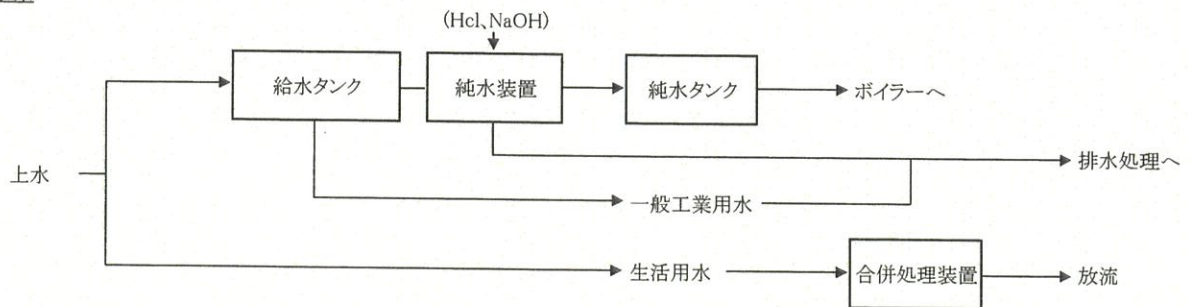 (Hcl、NaOH)
給水タンク
純水装置
純水タンク
ボイラーへ
排水処理へ
上水
一般工業用水
生活用水
合併処理装置
放流